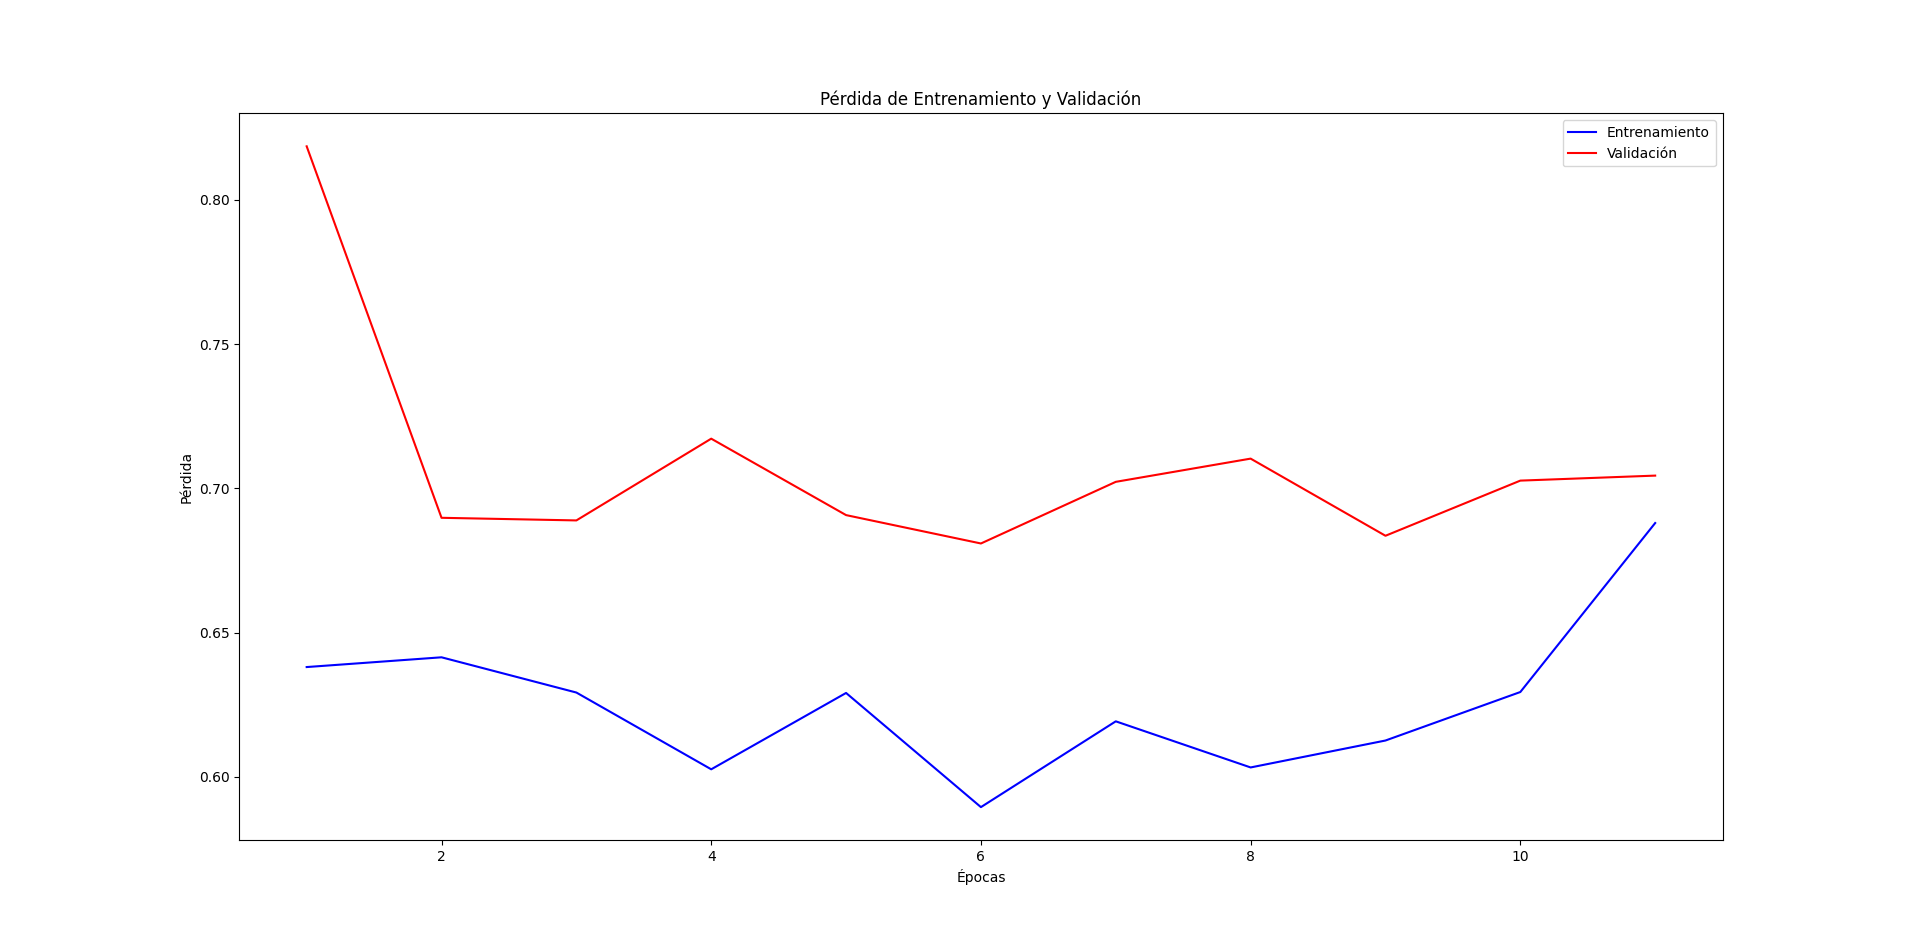 Pérdida de Entrenamiento y Validación
Entrenamiento
Validación
0.80
0.75
0.70
0.65
0.60
Pérdida
2 4 6 8 10
Épocas